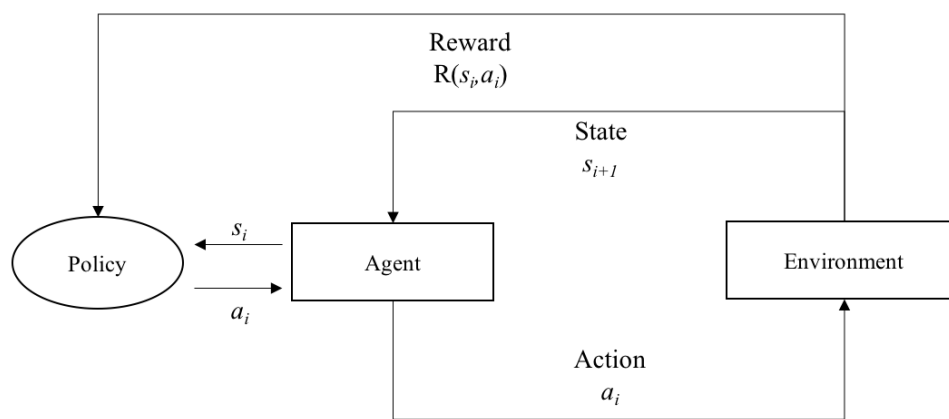 Reward
R(s_i,a_i)
State
s_{i+1}
s_i
Policy
Agent
Environment
a_i
Action
a_i